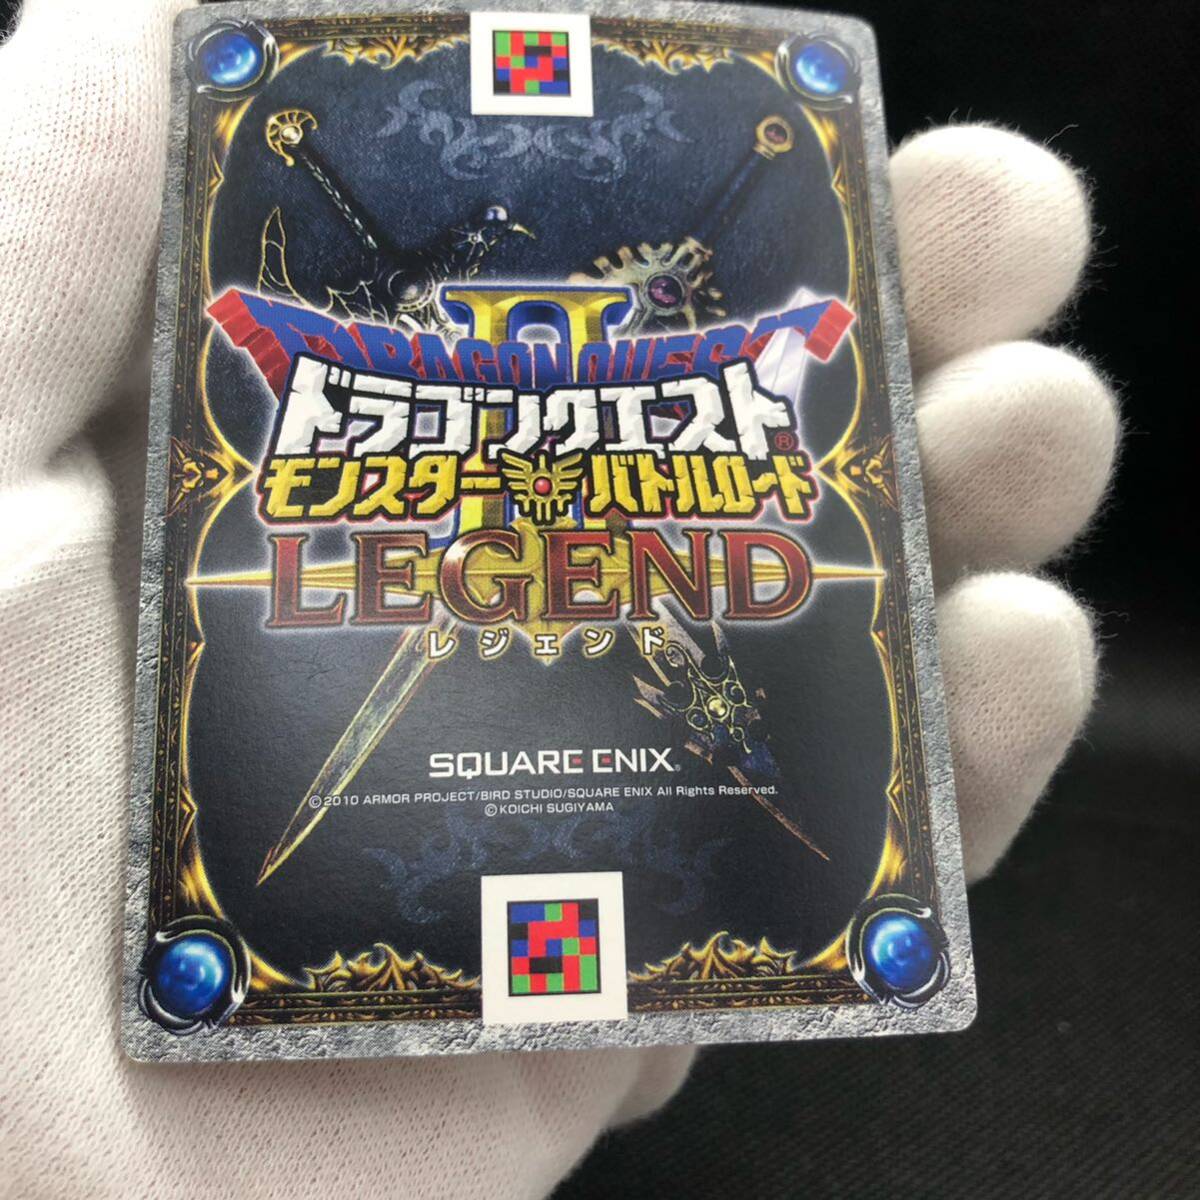 DRAGON QUEST
II
ドラゴンクエスト®
モンスターバトルロード
LEGEND
レジェンド
SQUARE ENIX®
©2010 ARMOR PROJECT/BIRD STUDIO/SQUARE ENIX All Rights Reserved.
©KOICHI SUGIYAMA